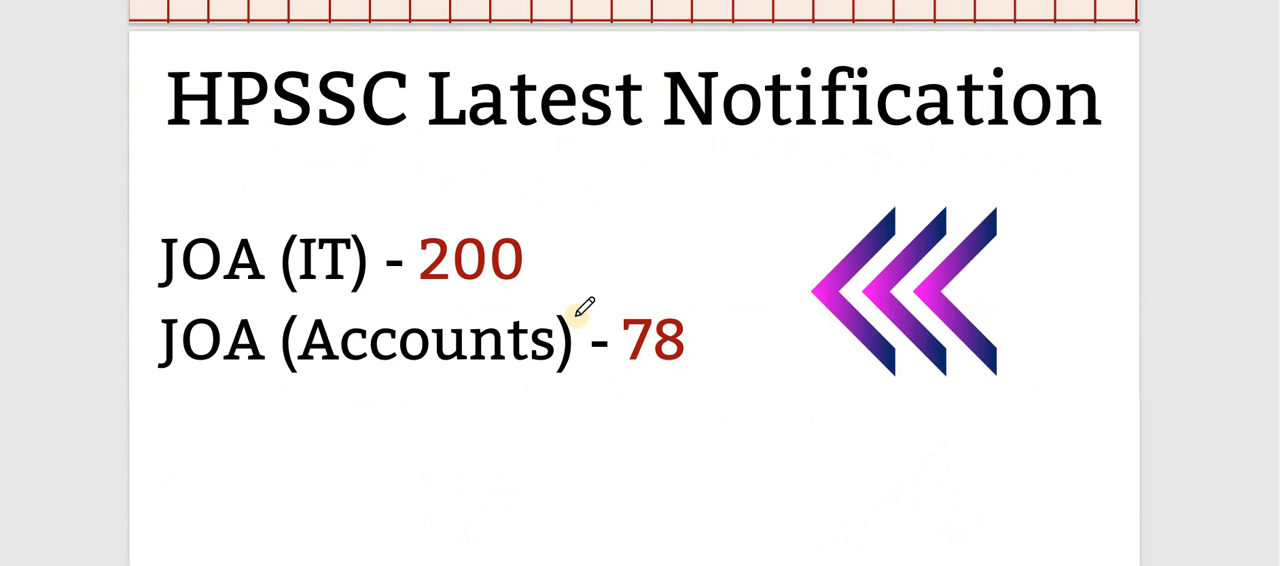 HPSSC Latest Notification
JOA (IT) - 200
JOA (Accounts) - 78